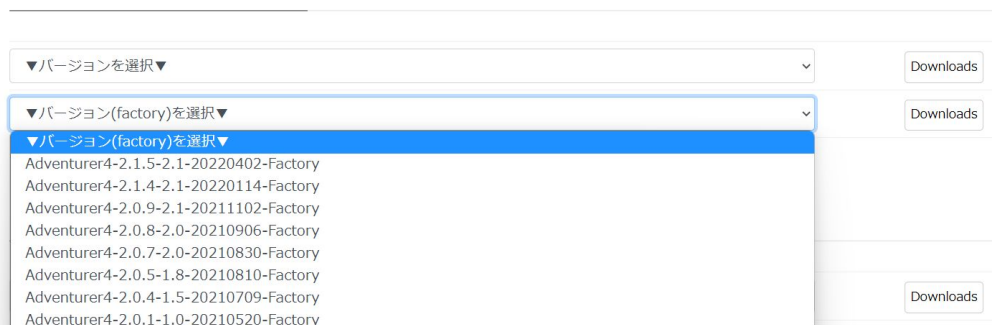 ▼バージョンを選択▼
Downloads
▼バージョン(factory)を選択▼
Downloads
▼バージョン(factory)を選択▼
Adventurer4-2.1.5-2.1-20220402-Factory
Adventurer4-2.1.4-2.1-20220114-Factory
Adventurer4-2.0.9-2.1-20211102-Factory
Adventurer4-2.0.8-2.0-20210906-Factory
Adventurer4-2.0.7-2.0-20210830-Factory
Adventurer4-2.0.5-1.8-20210810-Factory
Adventurer4-2.0.4-1.5-20210709-Factory
Downloads
Adventurer4-2.0.1-1.0-20210520-Factory